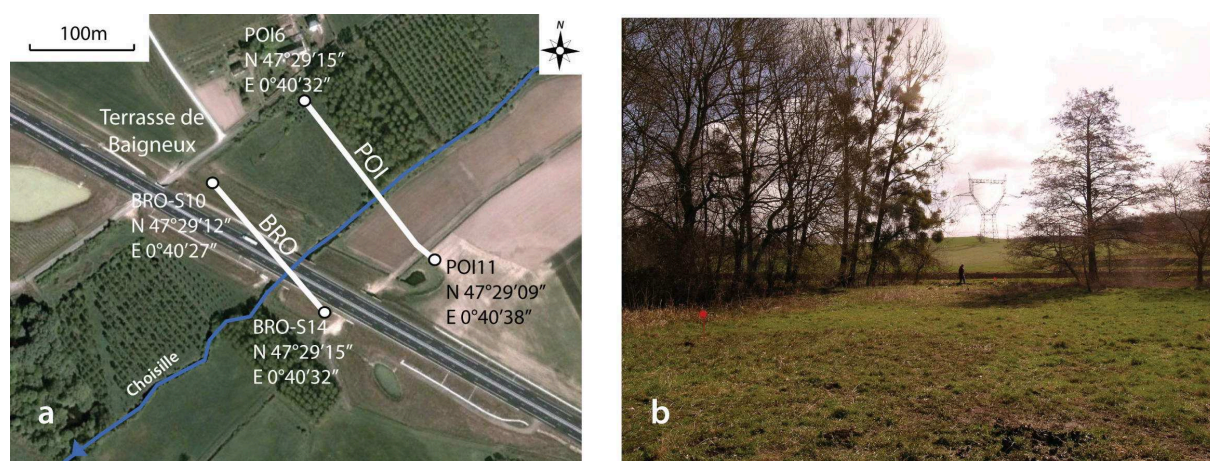 100m
N
POI6
N 47°29′15″
E 0°40′32″
Terrasse de
Baigneux
POI
BRO-S10
N 47°29′12″
E 0°40′27″
BRO
POI11
N 47°29′09″
E 0°40′38″
BRO-S14
N 47°29′15″
E 0°40′32″
Choisille
a
b